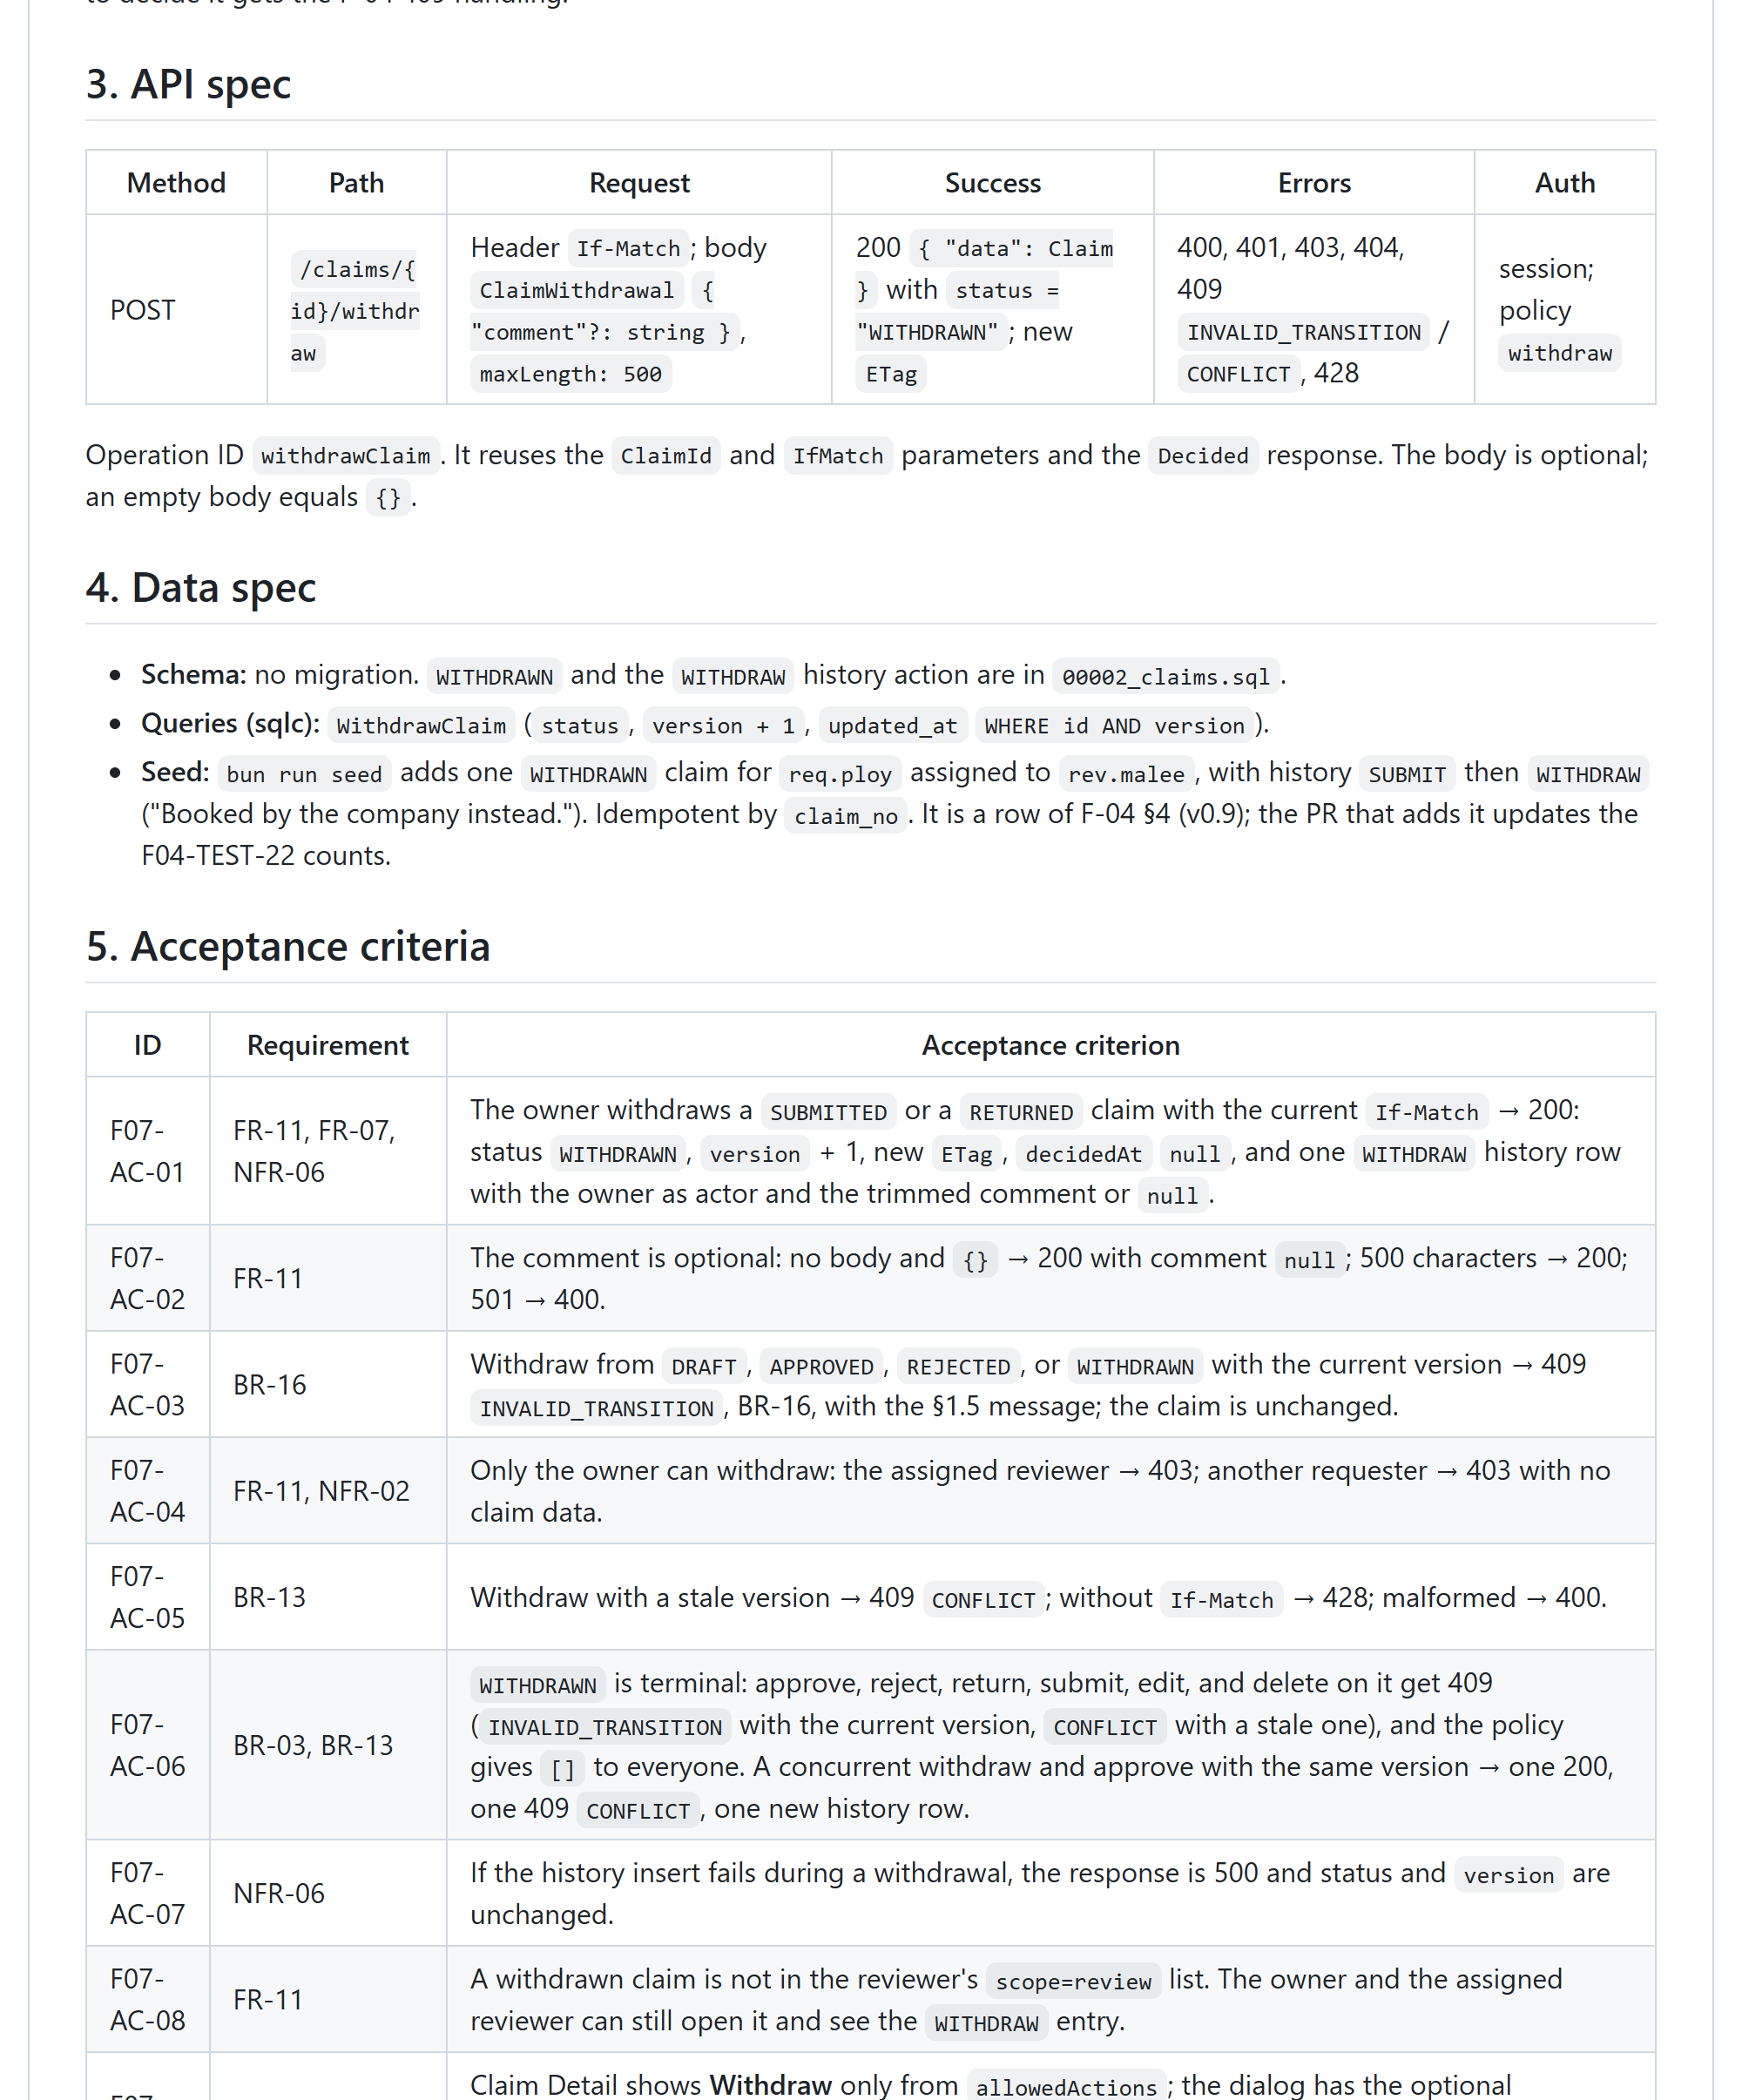 3. API spec
Method Path Request Success Errors Auth
POST
/claims/{
id}/withdr
aw
Header If-Match; body
ClaimWithdrawal {
"comment"?: string },
maxLength: 500
200 { "data": Claim
} with status =
"WITHDRAWN"; new
ETag
400, 401, 403, 404,
409
INVALID_TRANSITION /
CONFLICT, 428
session;
policy
withdraw
Operation ID withdrawClaim. It reuses the ClaimId and IfMatch parameters and the Decided response. The body is optional;
an empty body equals {}.
4. Data spec
Schema: no migration. WITHDRAWN and the WITHDRAW history action are in 00002_claims.sql.
Queries (sqlc): WithdrawClaim (status, version + 1, updated_at WHERE id AND version).
Seed: bun run seed adds one WITHDRAWN claim for req.ploy assigned to rev.malee, with history SUBMIT then WITHDRAW
("Booked by the company instead."). Idempotent by claim_no. It is a row of F-04 §4 (v0.9); the PR that adds it updates the
F04-TEST-22 counts.
5. Acceptance criteria
ID Requirement Acceptance criterion
F07-
AC-01
FR-11, FR-07,
NFR-06
The owner withdraws a SUBMITTED or a RETURNED claim with the current If-Match → 200:
status WITHDRAWN, version + 1, new ETag, decidedAt null, and one WITHDRAW history row
with the owner as actor and the trimmed comment or null.
F07-
AC-02
FR-11
The comment is optional: no body and {} → 200 with comment null; 500 characters → 200;
501 → 400.
F07-
AC-03
BR-16
Withdraw from DRAFT, APPROVED, REJECTED, or WITHDRAWN with the current version → 409
INVALID_TRANSITION, BR-16, with the §1.5 message; the claim is unchanged.
F07-
AC-04
FR-11, NFR-02
Only the owner can withdraw: the assigned reviewer → 403; another requester → 403 with no
claim data.
F07-
AC-05
BR-13
Withdraw with a stale version → 409 CONFLICT; without If-Match → 428; malformed → 400.
F07-
AC-06
BR-03, BR-13
WITHDRAWN is terminal: approve, reject, return, submit, edit, and delete on it get 409
(INVALID_TRANSITION with the current version, CONFLICT with a stale one), and the policy
gives [] to everyone. A concurrent withdraw and approve with the same version → one 200,
one 409 CONFLICT, one new history row.
F07-
AC-07
NFR-06
If the history insert fails during a withdrawal, the response is 500 and status and version are
unchanged.
F07-
AC-08
FR-11
A withdrawn claim is not in the reviewer's scope=review list. The owner and the assigned
reviewer can still open it and see the WITHDRAW entry.
Claim Detail shows Withdraw only from allowedActions; the dialog has the optional